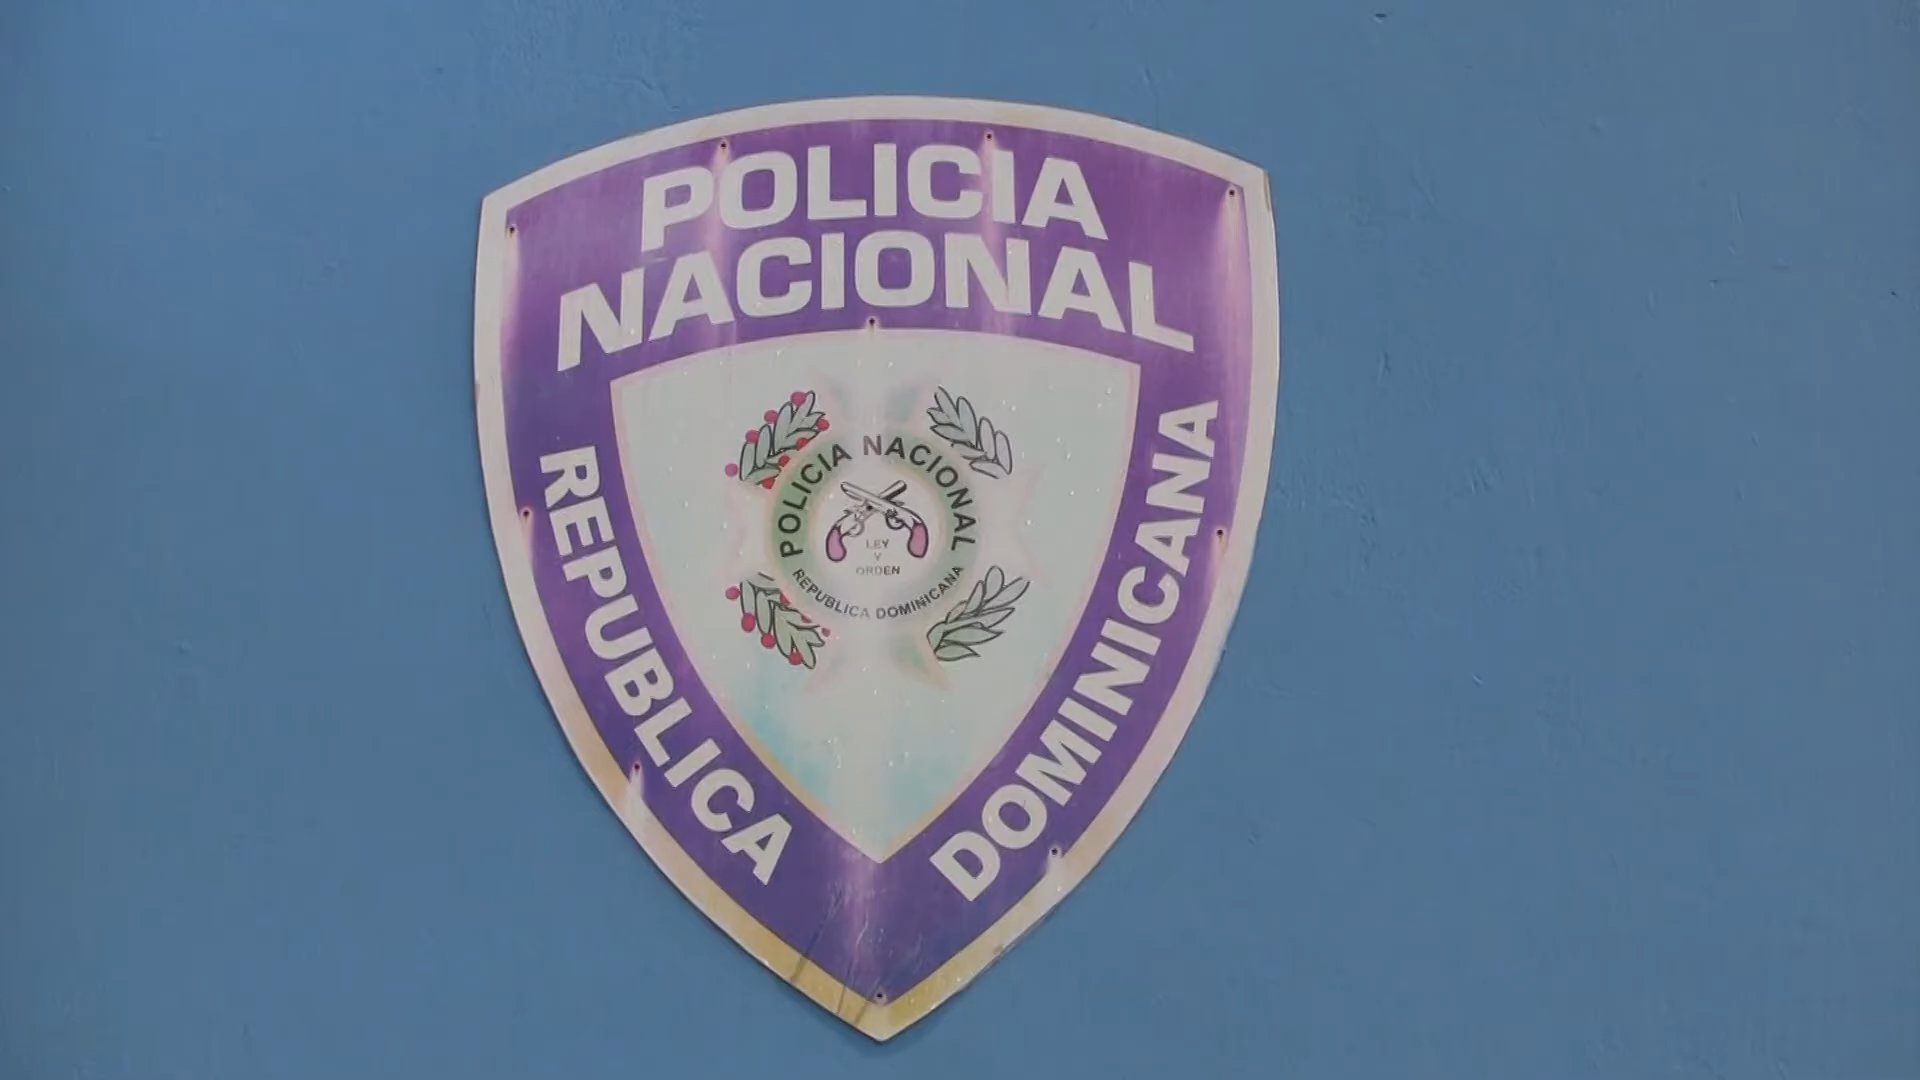 POLICIA
NACIONAL
REPUBLICA
DOMINICANA
POLICIA NACIONAL
LEY
Y
ORDEN
REPUBLICA DOMINICANA